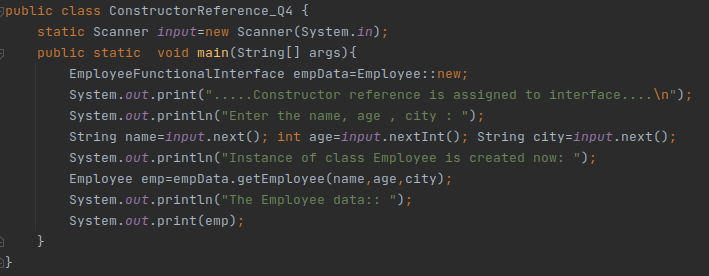 public class ConstructorReference_Q4 {
static Scanner input=new Scanner(System.in);
public static  void main(String[] args){
EmployeeFunctionalInterface empData=Employee::new;
System.out.print(".....Constructor reference is assigned to interface....\n");
System.out.println("Enter the name, age , city : ");
String name=input.next(); int age=input.nextInt(); String city=input.next();
System.out.println("Instance of class Employee is created now: ");
Employee emp=empData.getEmployee(name,age,city);
System.out.println("The Employee data:: ");
System.out.print(emp);
}
}